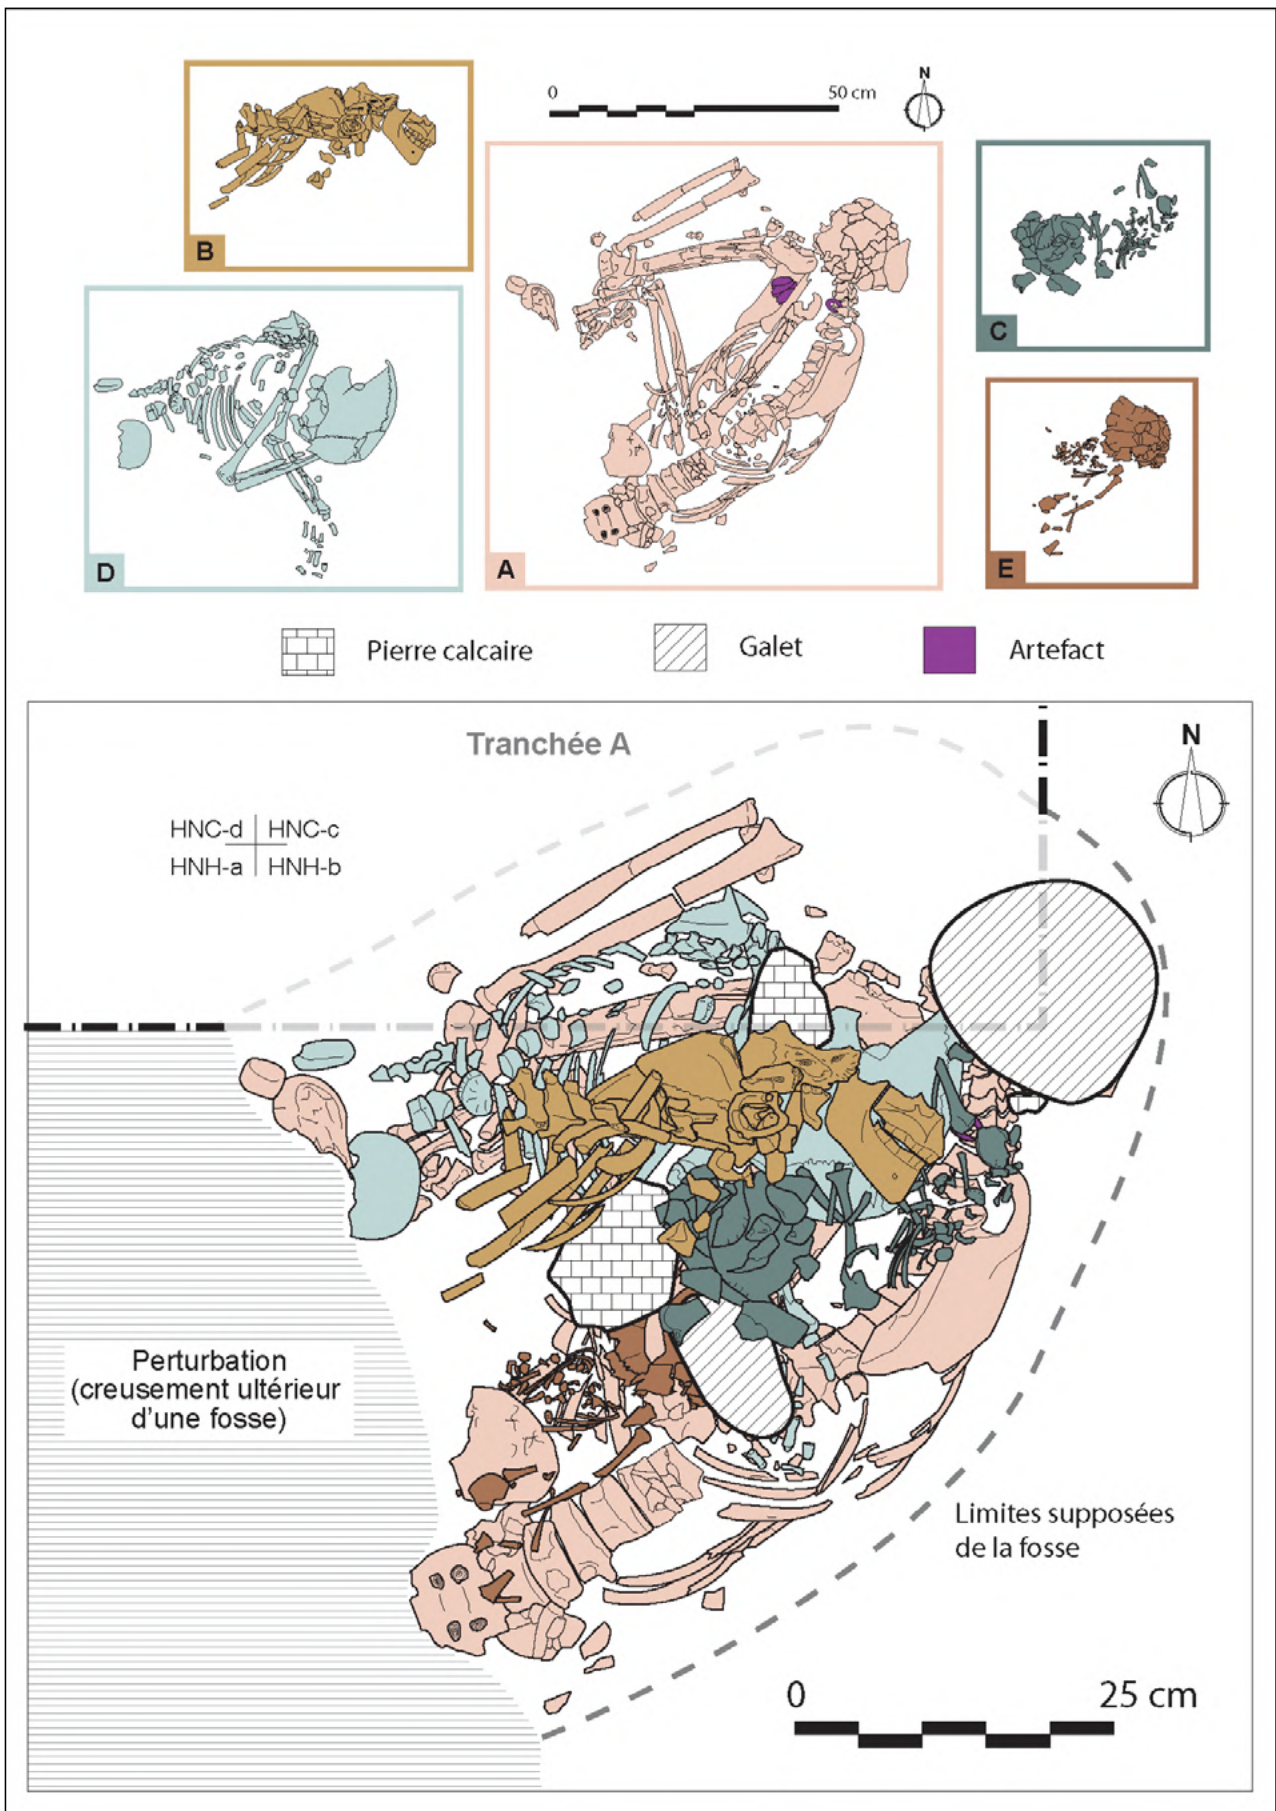 0 50 cm
N
B
D
A
C
E
Pierre calcaire
Galet
Artefact
Tranchée A
N
HNC-d HNC-c
HNH-a HNH-b
Perturbation
(creusement ultérieur
d'une fosse)
Limites supposées
de la fosse
0 25 cm